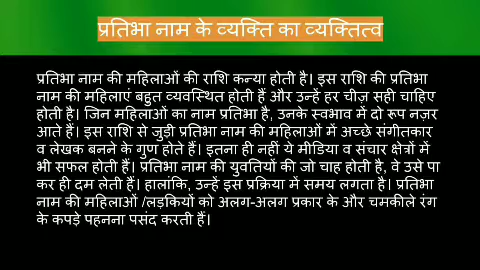 प्रतिभा नाम के व्यक्ति का व्यक्तित्व
प्रतिभा नाम की महिलाओं की राशि कन्या होती है। इस राशि की प्रतिभा
नाम की महिलाएं बहुत व्यवस्थित होती हैं और उन्हें हर चीज़ सही चाहिए
होती है। जिन महिलाओं का नाम प्रतिभा है, उनके स्वभाव में दो रूप नज़र
आते हैं। इस राशि से जुड़ी प्रतिभा नाम की महिलाओं में अच्छे संगीतकार
व लेखक बनने के गुण होते हैं। इतना ही नहीं ये मीडिया व संचार क्षेत्रों में
भी सफल होती हैं। प्रतिभा नाम की युवतियों की जो चाह होती है, वे उसे पा
कर ही दम लेती हैं। हालांकि, उन्हें इस प्रक्रिया में समय लगता है। प्रतिभा
नाम की महिलाओं /लड़कियों को अलग-अलग प्रकार के और चमकीले रंग
के कपड़े पहनना पसंद करती हैं।